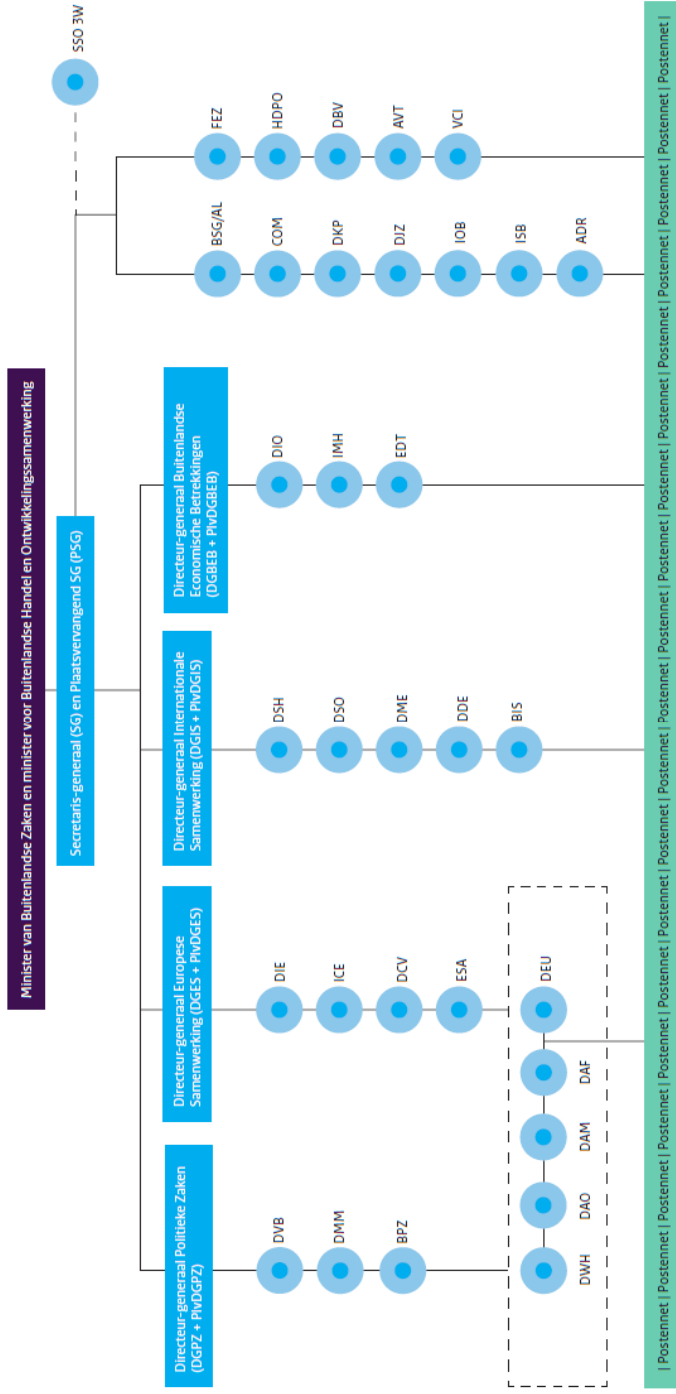 Minister van Buitenlandse Zaken en minister voor Buitenlandse Handel en Ontwikkelingssamenwerking
Secretaris-generaal (SG) en Plaatsvervangend SG (PSG)
SSO 3W
Directeur-generaal Politieke Zaken
(DGPZ + PlvDGPZ)
DVB
DMM
BPZ
Directeur-generaal Europese
Samenwerking (DGES + PlvDGES)
DIE
ICE
DCV
ESA
DWH
DAO
DAM
DAF
DEU
Directeur-generaal Internationale
Samenwerking (DGIS + PlvDGIS)
DSH
DSO
DME
DDE
BIS
Directeur-generaal Buitenlandse
Economische Betrekkingen
(DGBEB + PlvDGBEB)
DIO
IMH
EDT
BSG/AL
COM
DKP
DJZ
IOB
ISB
ADR
FEZ
HDPO
DBV
AVT
VCI
| Postennet | Postennet | Postennet | Postennet | Postennet | Postennet | Postennet | Postennet | Postennet | Postennet | Postennet | Postennet | Postennet | Postennet | Postennet | Postennet | Postennet | Postennet | Postennet | Postennet | Postennet | Postennet |